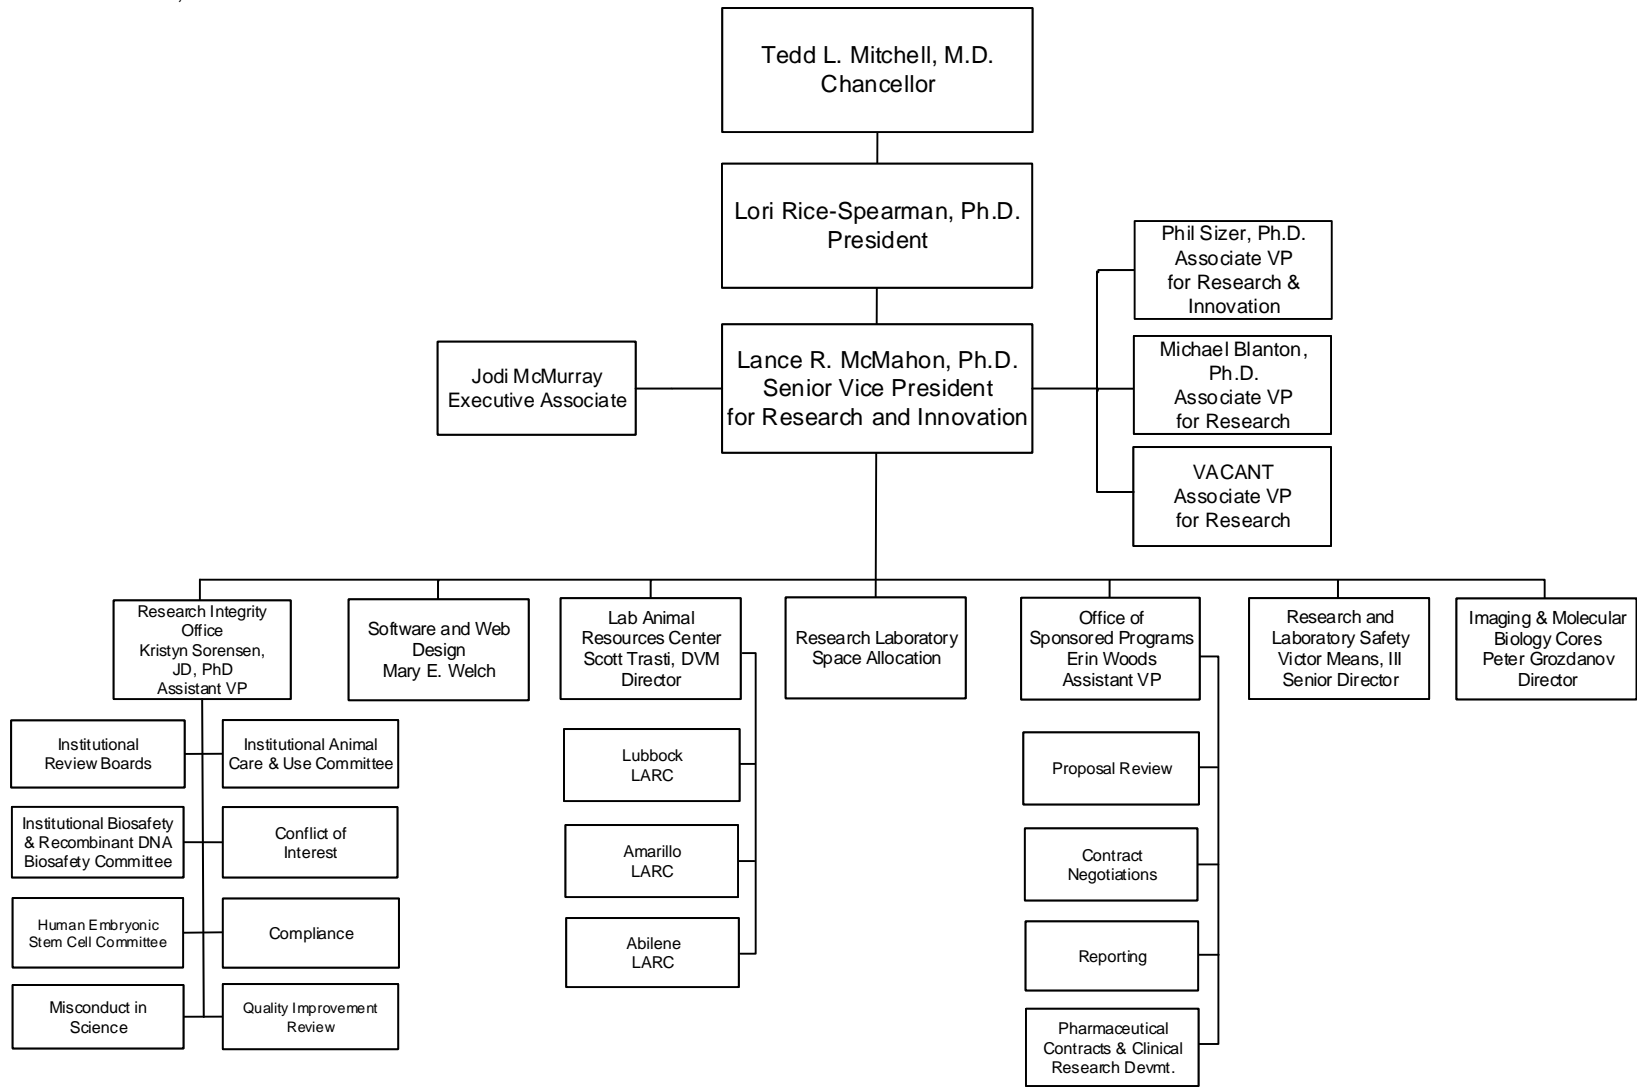 Tedd L. Mitchell, M.D.
Chancellor
Lori Rice-Spearman, Ph.D.
President
Phil Sizer, Ph.D.
Associate VP
for Research &
Innovation
Jodi McMurray
Executive Associate
Lance R. McMahon, Ph.D.
Senior Vice President
for Research and Innovation
Michael Blanton,
Ph.D.
Associate VP
for Research
VACANT
Associate VP
for Research
Research Integrity
Office
Kristyn Sorensen,
JD, PhD
Assistant VP
Software and Web
Design
Mary E. Welch
Lab Animal
Resources Center
Scott Trasti, DVM
Director
Research Laboratory
Space Allocation
Office of
Sponsored Programs
Erin Woods
Assistant VP
Research and
Laboratory Safety
Victor Means, III
Senior Director
Imaging & Molecular
Biology Cores
Peter Grozdanov
Director
Institutional
Review Boards
Institutional Animal
Care & Use Committee
Institutional Biosafety
& Recombinant DNA
Biosafety Committee
Conflict of
Interest
Human Embryonic
Stem Cell Committee
Compliance
Misconduct in
Science
Quality Improvement
Review
Lubbock
LARC
Amarillo
LARC
Abilene
LARC
Proposal Review
Contract
Negotiations
Reporting
Pharmaceutical
Contracts & Clinical
Research Devmt.